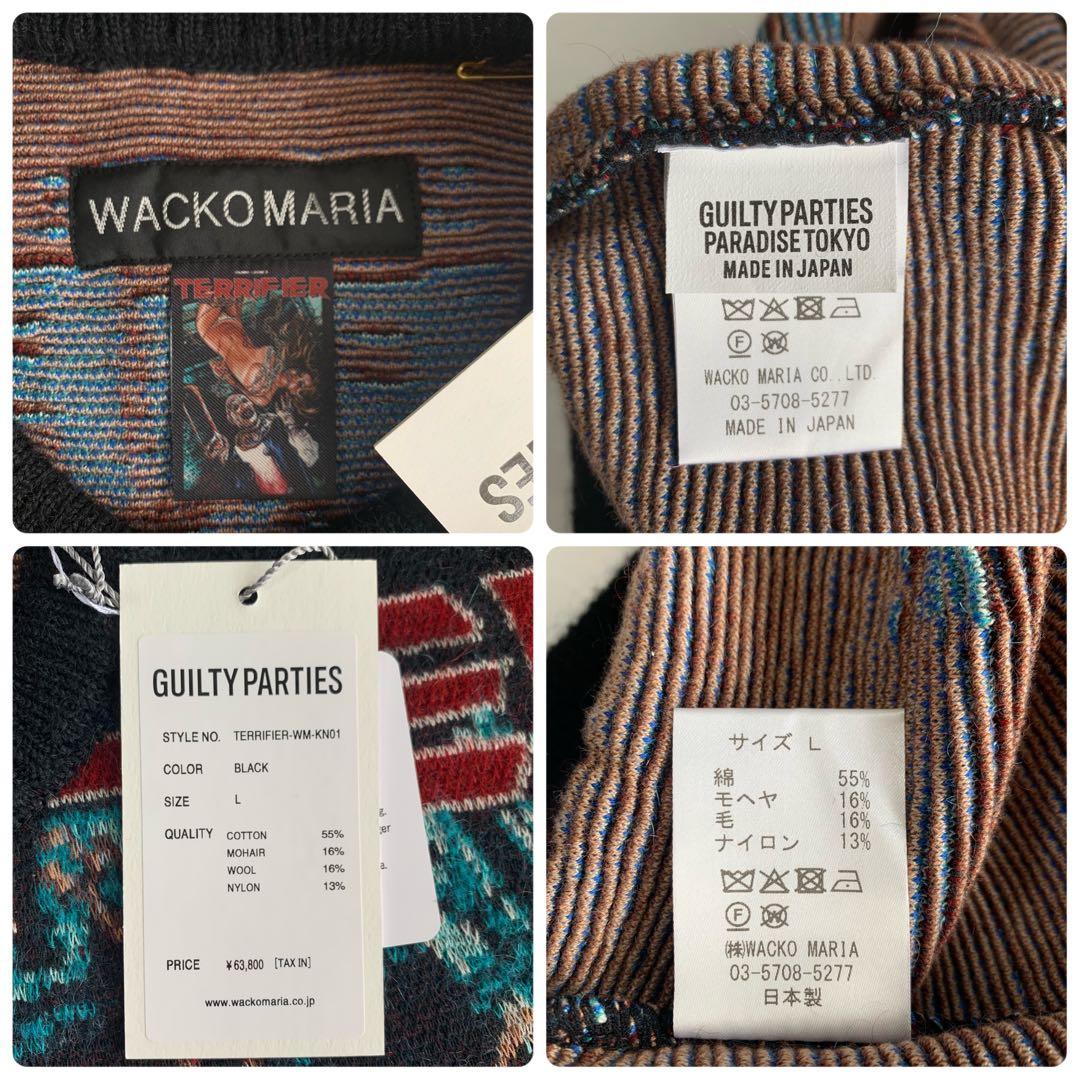 WACKO MARIA
TERRIFIER
ES
GUILTY PARTIES
PARADISE TOKYO
MADE IN JAPAN
F
W
WACKO MARIA CO.,LTD.
03-5708-5277
MADE IN JAPAN
GUILTY PARTIES
STYLE NO. TERRIFIER-WM-KN01
COLOR BLACK
SIZE L
QUALITY COTTON 55%
MOHAIR 16%
WOOL 16%
NYLON 13%
PRICE ¥63,800 [TAX IN]
www.wackomaria.co.jp
サイズ L
綿 55%
モヘヤ 16%
毛 16%
ナイロン 13%
F
W
㈱WACKO MARIA
03-5708-5277
日本製